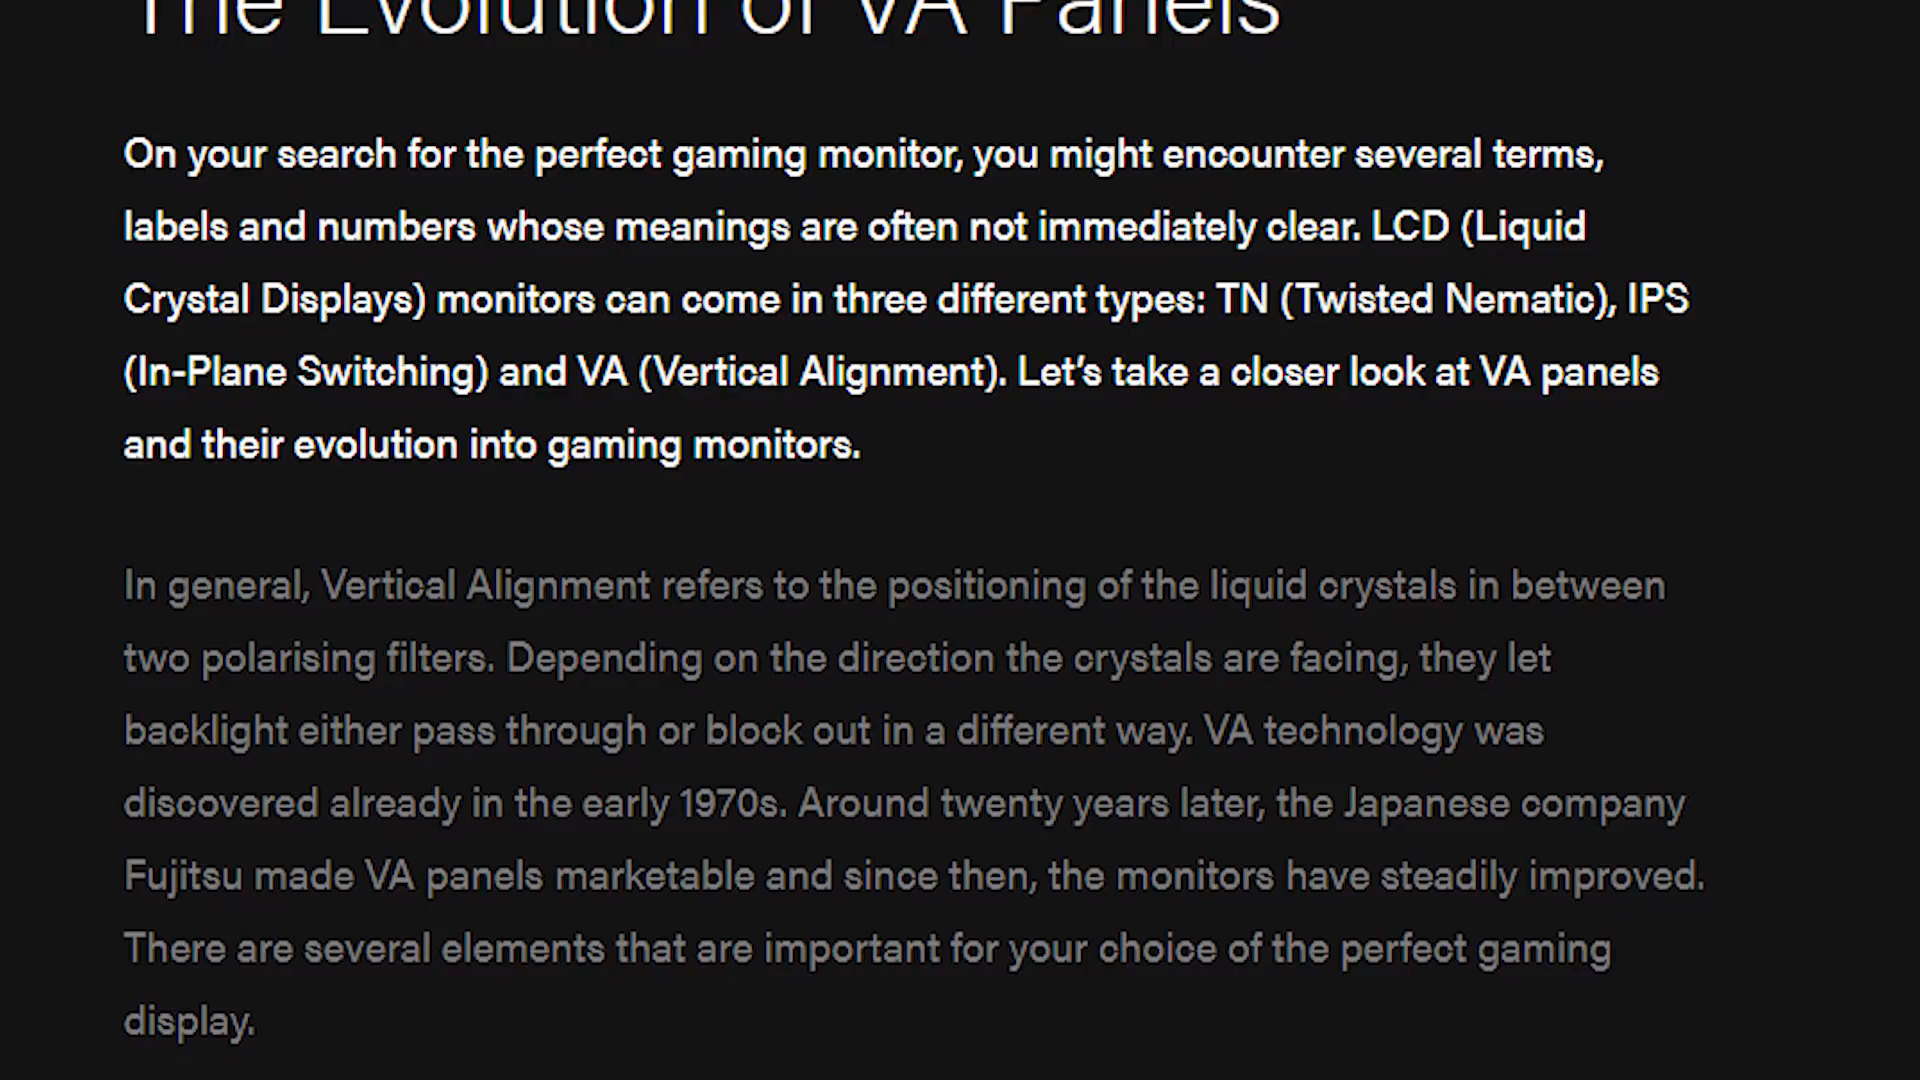 The Evolution of VA Panels
On your search for the perfect gaming monitor, you might encounter several terms,
labels and numbers whose meanings are often not immediately clear. LCD (Liquid
Crystal Displays) monitors can come in three different types: TN (Twisted Nematic), IPS
(In-Plane Switching) and VA (Vertical Alignment). Let’s take a closer look at VA panels
and their evolution into gaming monitors.
In general, Vertical Alignment refers to the positioning of the liquid crystals in between
two polarising filters. Depending on the direction the crystals are facing, they let
backlight either pass through or block out in a different way. VA technology was
discovered already in the early 1970s. Around twenty years later, the Japanese company
Fujitsu made VA panels marketable and since then, the monitors have steadily improved.
There are several elements that are important for your choice of the perfect gaming
display.